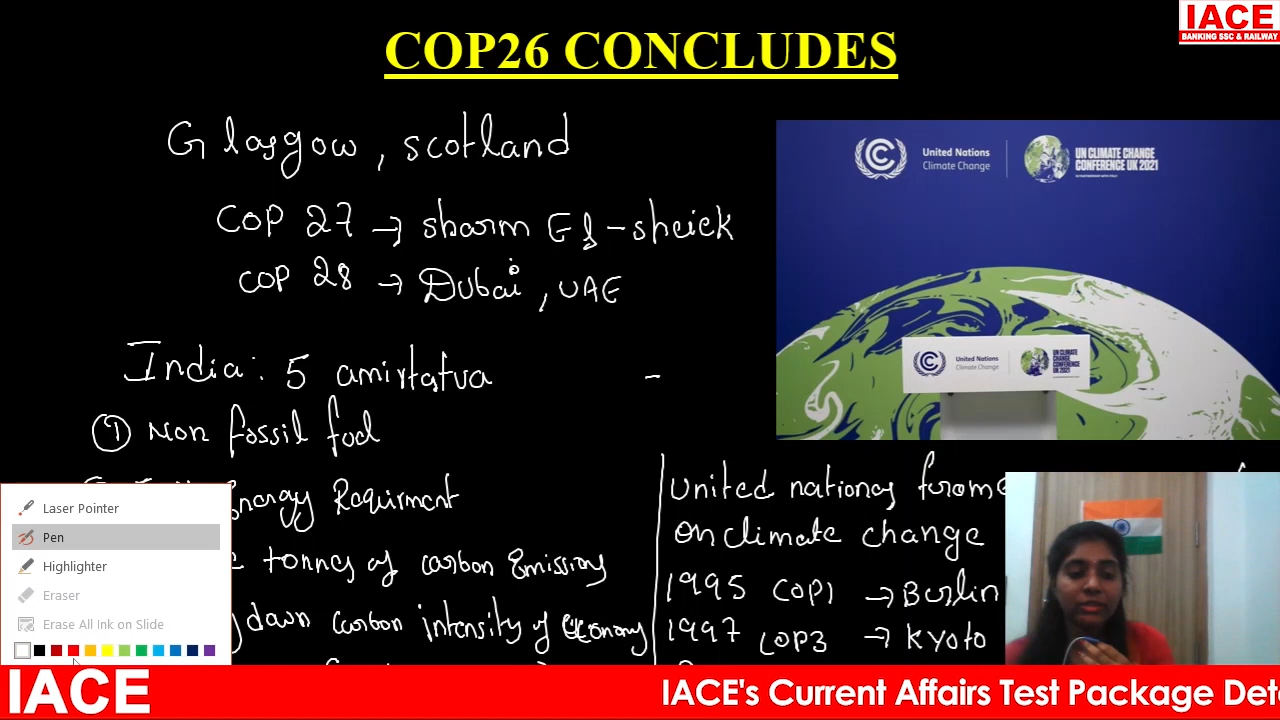 COP26 CONCLUDES
IACE
BANKING SSC & RAILWAY
Glasgow, scotland
COP 27 → sharm El-sheick
COP 28 → Dubai, UAE
India: 5 amirtatva
① Non fossil fuel
Energy Requirment
tonnes of carbon Emissions
down carbon intensity of economy
United Nations
Climate Change
UN CLIMATE CHANGE
CONFERENCE UK 2021
United Nations
Climate Change
UN CLIMATE
CHANGE
CONFERENCE
UK 2021
United nations
on climate change
1995 COP1 → Berlin
1997 COP3 → Kyoto
Laser Pointer
Pen
Highlighter
Eraser
Erase All Ink on Slide
IACE
IACE's Current Affairs Test Package Det